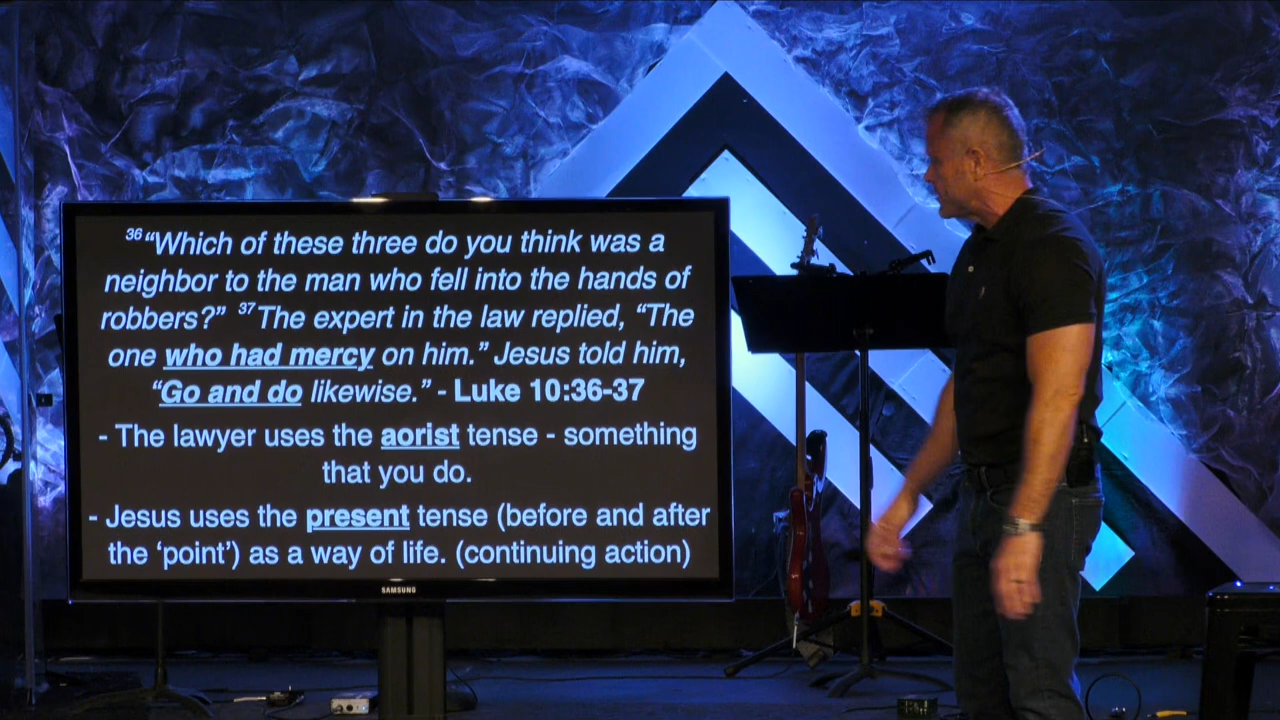 36 “Which of these three do you think was a
neighbor to the man who fell into the hands of
robbers?” 37 The expert in the law replied, “The
one who had mercy on him.” Jesus told him,
“Go and do likewise.” - Luke 10:36-37
- The lawyer uses the aorist tense - something
that you do.
- Jesus uses the present tense (before and after
the ‘point’) as a way of life. (continuing action)
SAMSUNG